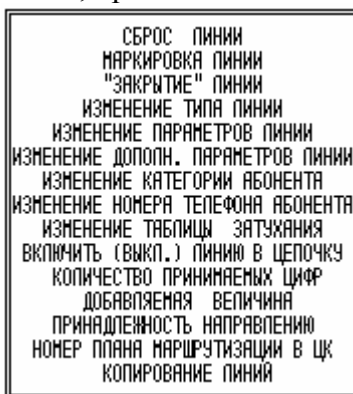 СБРОС ЛИНИИ
МАРКИРОВКА ЛИНИИ
"ЗАКРЫТИЕ" ЛИНИИ
ИЗМЕНЕНИЕ ТИПА ЛИНИИ
ИЗМЕНЕНИЕ ПАРАМЕТРОВ ЛИНИИ
ИЗМЕНЕНИЕ ДОПОЛН. ПАРАМЕТРОВ ЛИНИИ
ИЗМЕНЕНИЕ КАТЕГОРИИ АБОНЕНТА
ИЗМЕНЕНИЕ НОМЕРА ТЕЛЕФОНА АБОНЕНТА
ИЗМЕНЕНИЕ ТАБЛИЦЫ ЗАТУХАНИЯ
ВКЛЮЧИТЬ (ВЫКЛ.) ЛИНИЮ В ЦЕПОЧКУ
КОЛИЧЕСТВО ПРИНИМАЕМЫХ ЦИФР
ДОБАВЛЯЕМАЯ ВЕЛИЧИНА
ПРИНАДЛЕЖНОСТЬ НАПРАВЛЕНИЮ
НОМЕР ПЛАНА МАРШРУТИЗАЦИИ В ЦК
КОПИРОВАНИЕ ЛИНИЙ